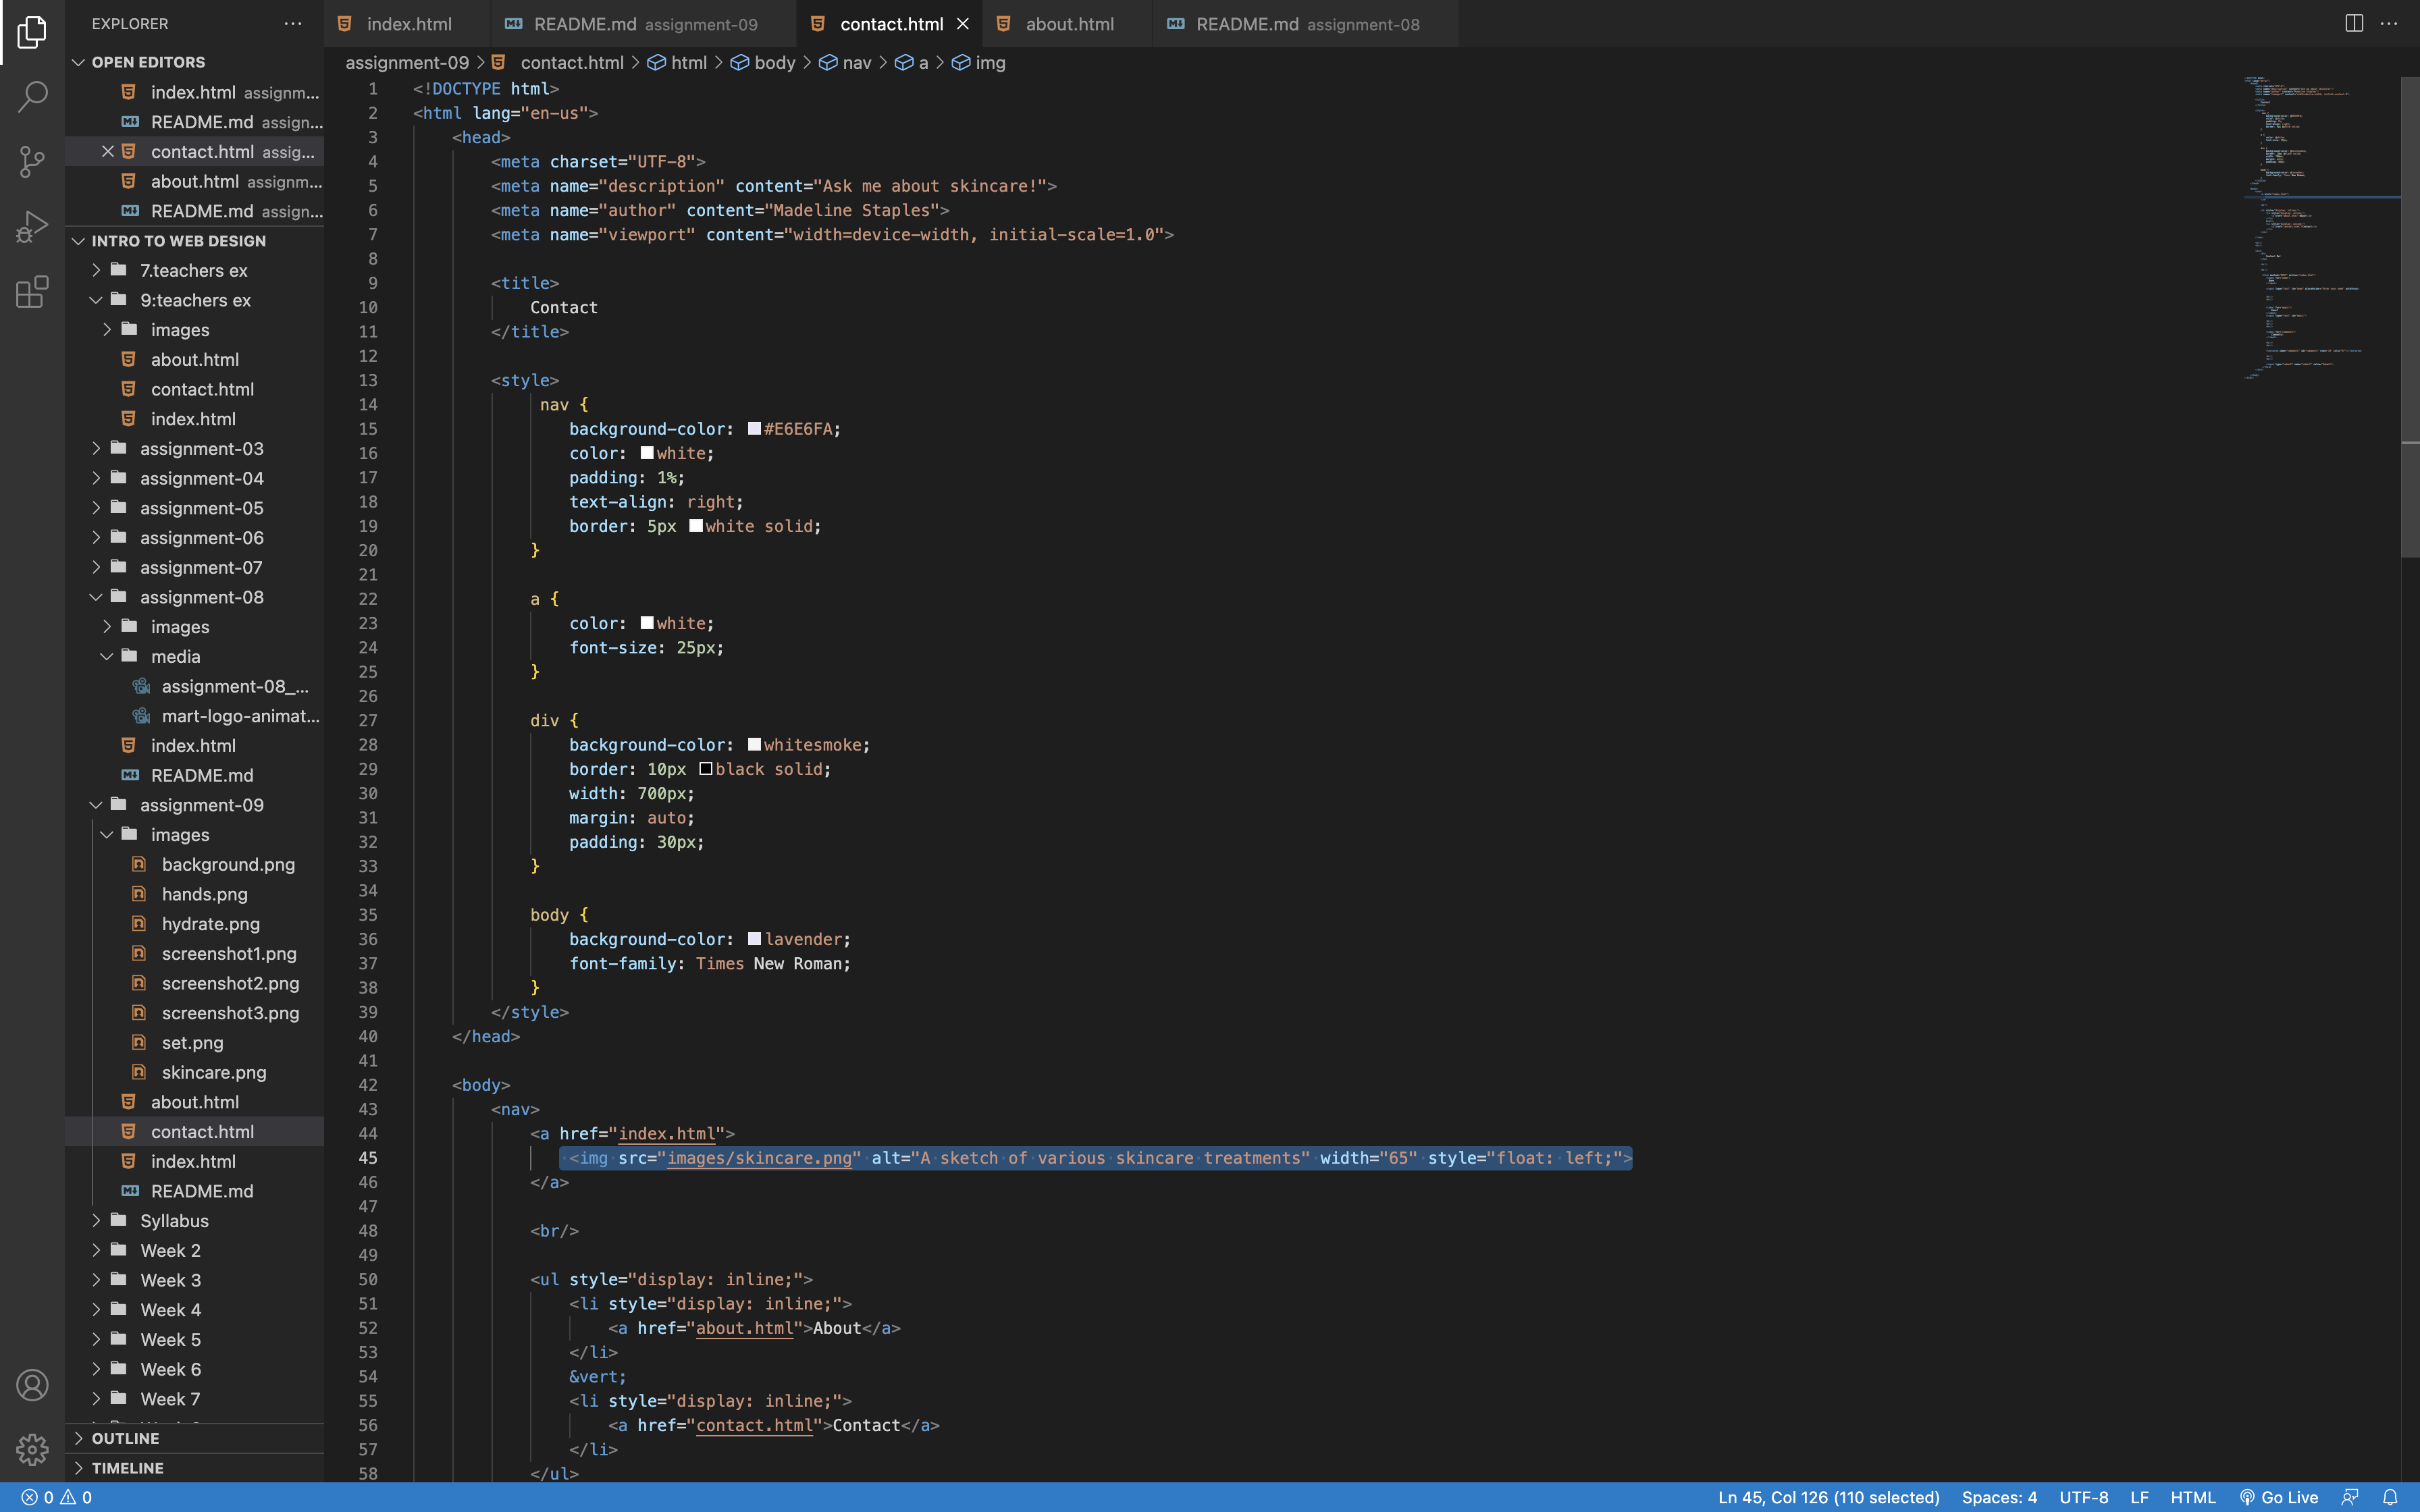 EXPLORER
OPEN EDITORS
index.html assignm...
README.md assign...
contact.html assig...
about.html assignm...
README.md assign...
INTRO TO WEB DESIGN
7.teachers ex
9:teachers ex
images
about.html
contact.html
index.html
assignment-03
assignment-04
assignment-05
assignment-06
assignment-07
assignment-08
images
media
assignment-08_...
mart-logo-animat...
index.html
README.md
assignment-09
images
background.png
hands.png
hydrate.png
screenshot1.png
screenshot2.png
screenshot3.png
set.png
skincare.png
about.html
contact.html
index.html
README.md
Syllabus
Week 2
Week 3
Week 4
Week 5
Week 6
Week 7
OUTLINE
TIMELINE
index.html README.md assignment-09 contact.html about.html README.md assignment-08
assignment-09 > contact.html > html > body > nav > a > img
1 <!DOCTYPE html>
2 <html lang="en-us">
3 <head>
4 <meta charset="UTF-8">
5 <meta name="description" content="Ask me about skincare!">
6 <meta name="author" content="Madeline Staples">
7 <meta name="viewport" content="width=device-width, initial-scale=1.0">
8
9 <title>
10 Contact
11 </title>
12
13 <style>
14 nav {
15 background-color: #E6E6FA;
16 color: white;
17 padding: 1%;
18 text-align: right;
19 border: 5px white solid;
20 }
21
22 a {
23 color: white;
24 font-size: 25px;
25 }
26
27 div {
28 background-color: whitesmoke;
29 border: 10px black solid;
30 width: 700px;
31 margin: auto;
32 padding: 30px;
33 }
34
35 body {
36 background-color: lavender;
37 font-family: Times New Roman;
38 }
39 </style>
40 </head>
41
42 <body>
43 <nav>
44 <a href="index.html">
45 <img src="images/skincare.png" alt="A sketch of various skincare treatments" width="65" style="float: left;">
46 </a>
47
48 <br/>
49
50 <ul style="display: inline;">
51 <li style="display: inline;">
52 <a href="about.html">About</a>
53 </li>
54 &vert;
55 <li style="display: inline;">
56 <a href="contact.html">Contact</a>
57 </li>
58 </ul>
0 0 Ln 45, Col 126 (110 selected) Spaces: 4 UTF-8 LF HTML Go Live